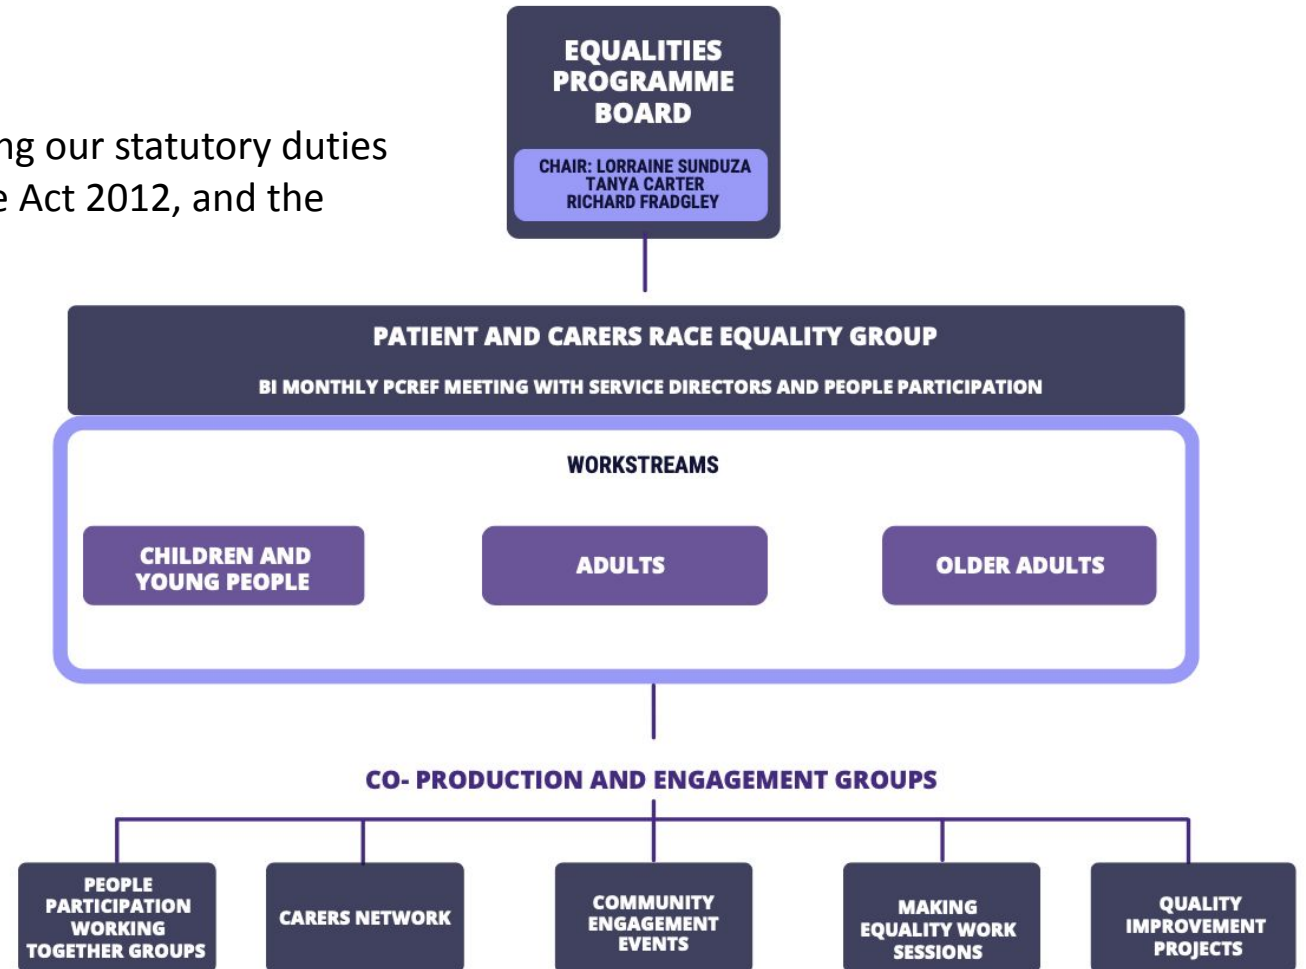 EQUALITIES
PROGRAMME
BOARD
CHAIR: LORRAINE SUNDUZA
TANYA CARTER
RICHARD FRADGLEY
ng our statutory duties
e Act 2012, and the
PATIENT AND CARERS RACE EQUALITY GROUP
BI MONTHLY PCREF MEETING WITH SERVICE DIRECTORS AND PEOPLE PARTICIPATION
WORKSTREAMS
CHILDREN AND
YOUNG PEOPLE
ADULTS
OLDER ADULTS
CO- PRODUCTION AND ENGAGEMENT GROUPS
PEOPLE
PARTICIPATION
WORKING
TOGETHER GROUPS
CARERS NETWORK
COMMUNITY
ENGAGEMENT
EVENTS
MAKING
EQUALITY WORK
SESSIONS
QUALITY
IMPROVEMENT
PROJECTS